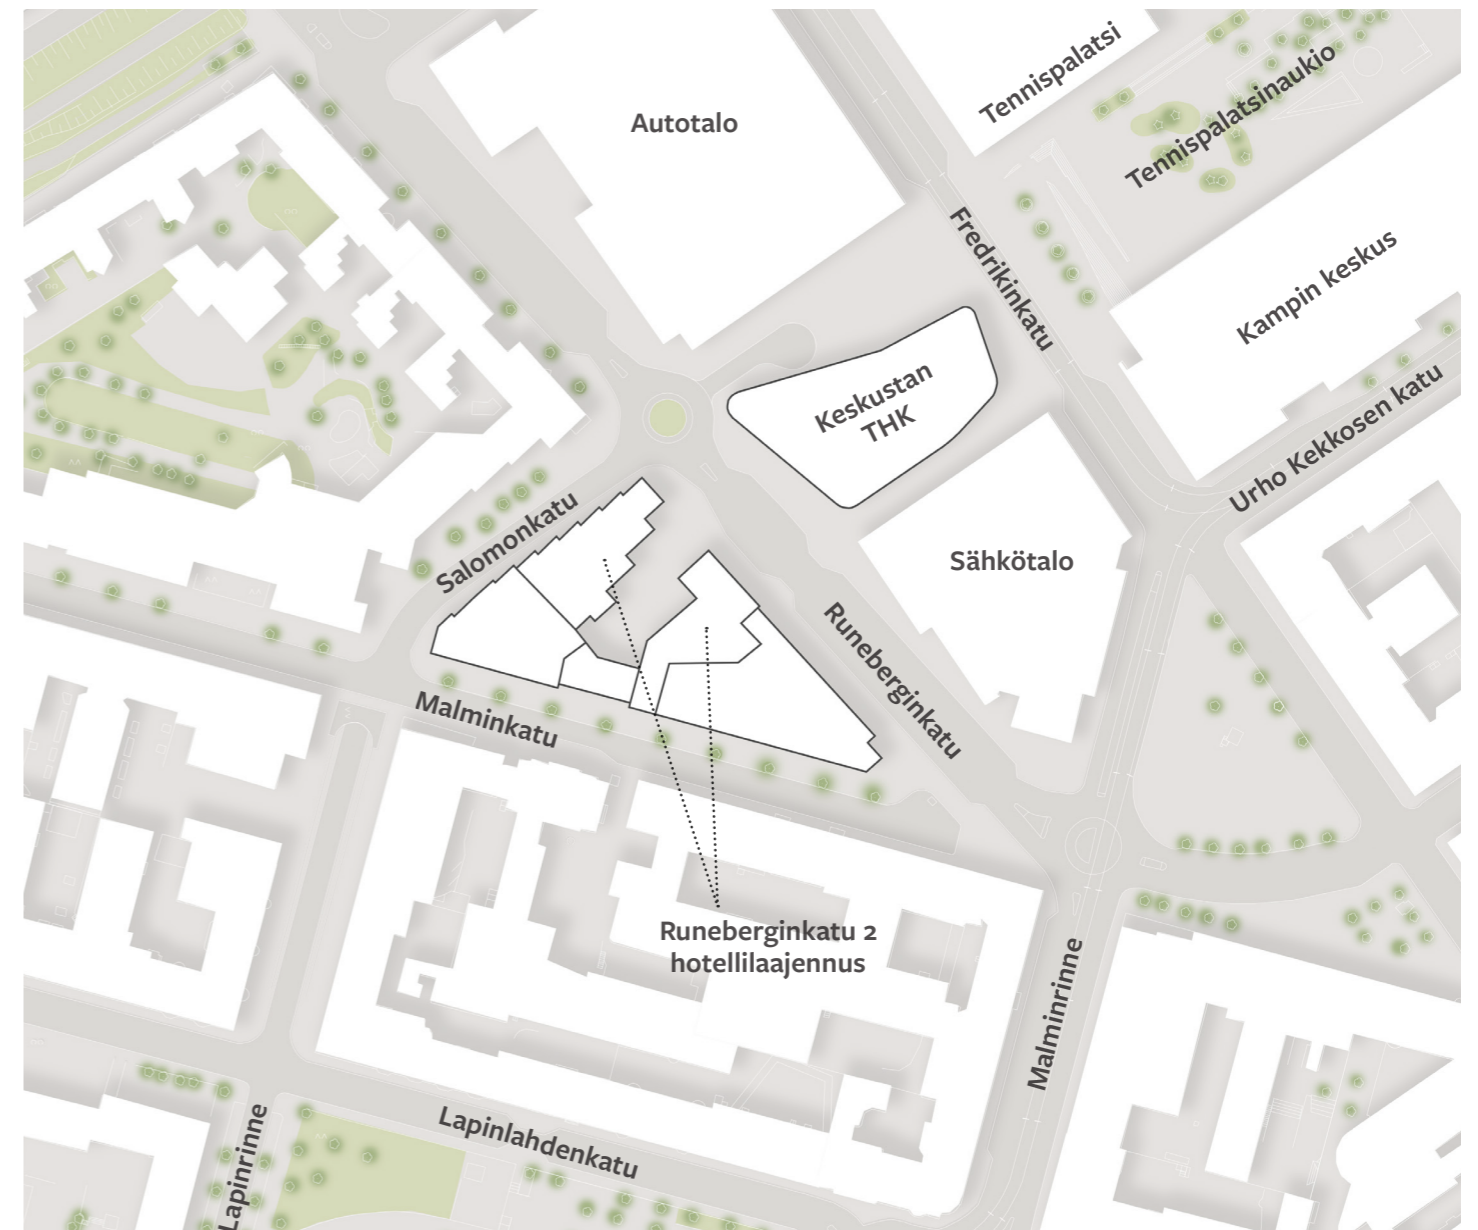 Autotalo
Tennispalatsi
Tennispalatsinaukio
Fredrikinkatu
Kampin keskus
Keskustan
THK
Urho Kekkosen katu
Salomonkatu
Sähkötalo
Runeberginkatu
Malminkatu
Runeberginkatu 2
hotellilaajennus
Malminrinne
Lapinlahdenkatu
Lapinrinne